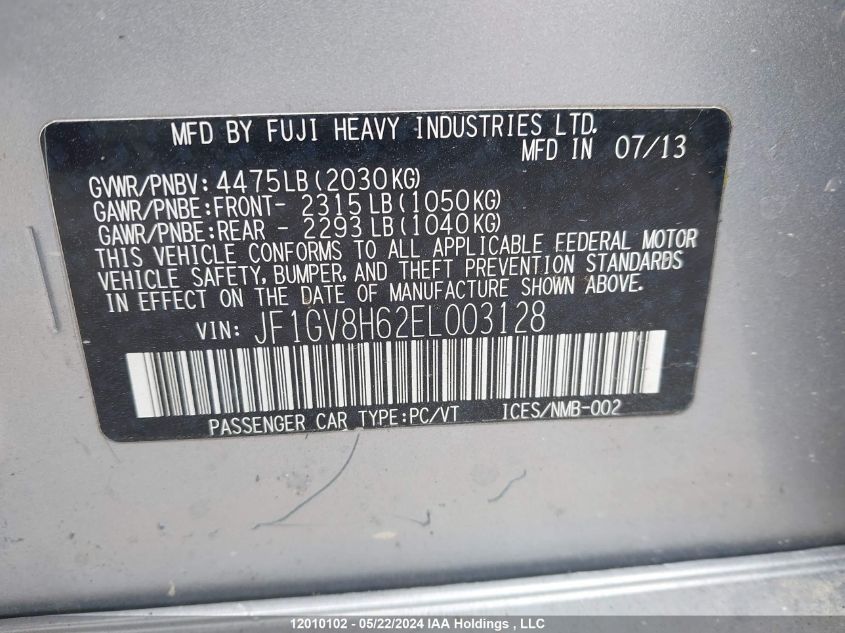 MFD BY FUJI HEAVY INDUSTRIES LTD.
MFD IN 07/13
GVWR/PNBV: 4475LB (2030KG)
GAWR/PNBE: FRONT- 2315 LB (1050KG)
GAWR/PNBE: REAR - 2293 LB (1040KG)
THIS VEHICLE CONFORMS TO ALL APPLICABLE FEDERAL MOTOR
VEHICLE SAFETY, BUMPER, AND THEFT PREVENTION STANDARDS
IN EFFECT ON THE DATE OF MANUFACTURE SHOWN ABOVE.
VIN: JF1GV8H62EL003128
PASSENGER CAR TYPE:PC/VT ICES/NMB-002
12010102 - 05/22/2024 IAA Holdings , LLC